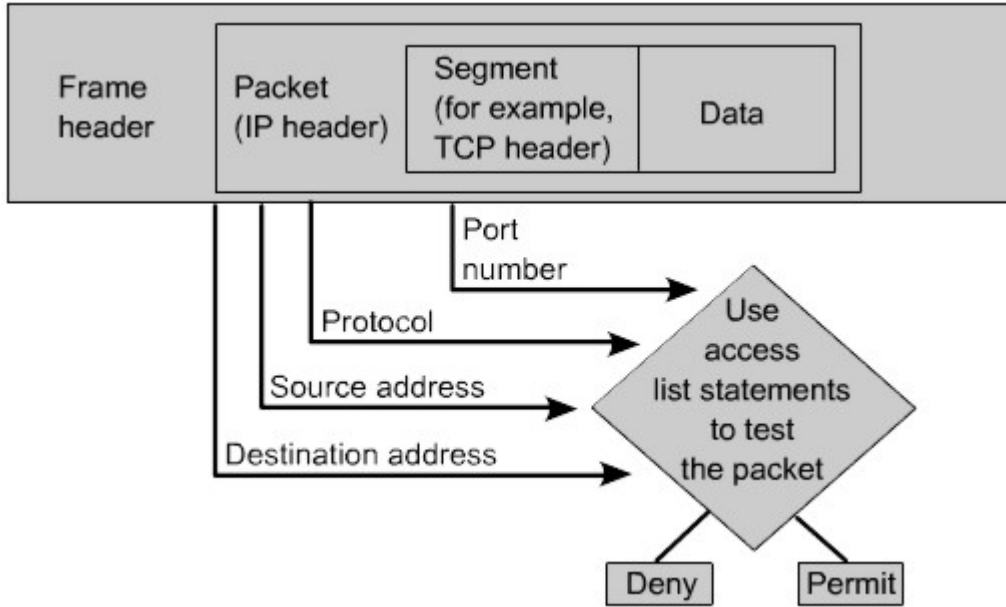 Frame
header
Packet
(IP header)
Segment
(for example,
TCP header)
Data
Port
number
Protocol
Source address
Destination address
Use
access
list statements
to test
the packet
Deny
Permit